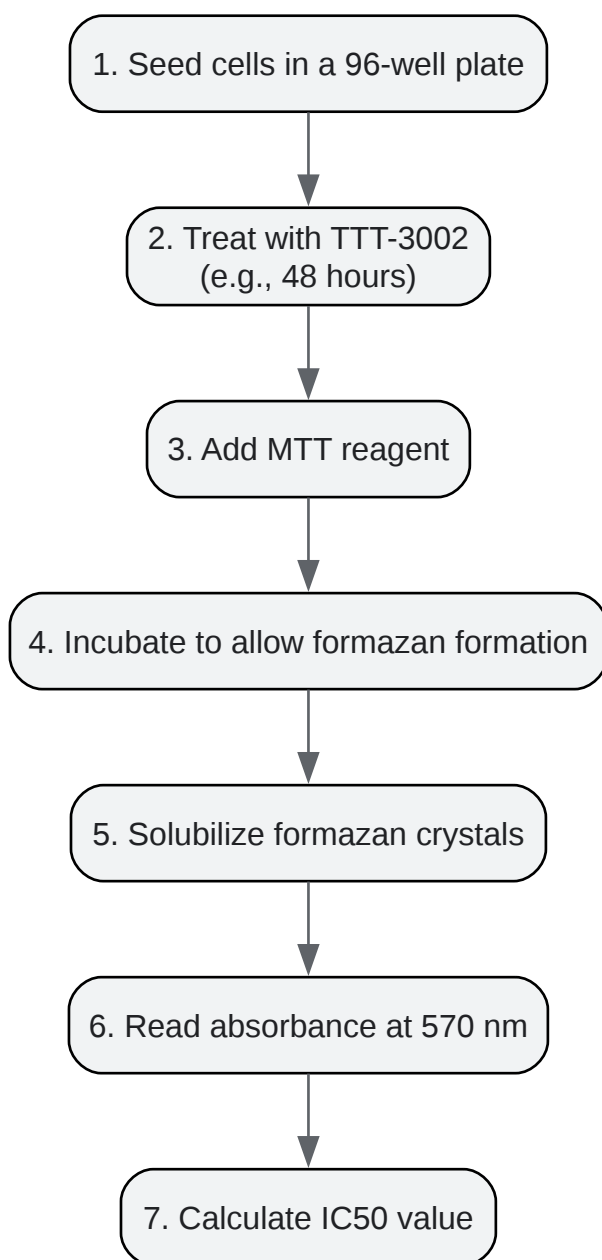 1. Seed cells in a 96-well plate
2. Treat with TTT-3002
(e.g., 48 hours)
3. Add MTT reagent
4. Incubate to allow formazan formation
5. Solubilize formazan crystals
6. Read absorbance at 570 nm
7. Calculate IC50 value